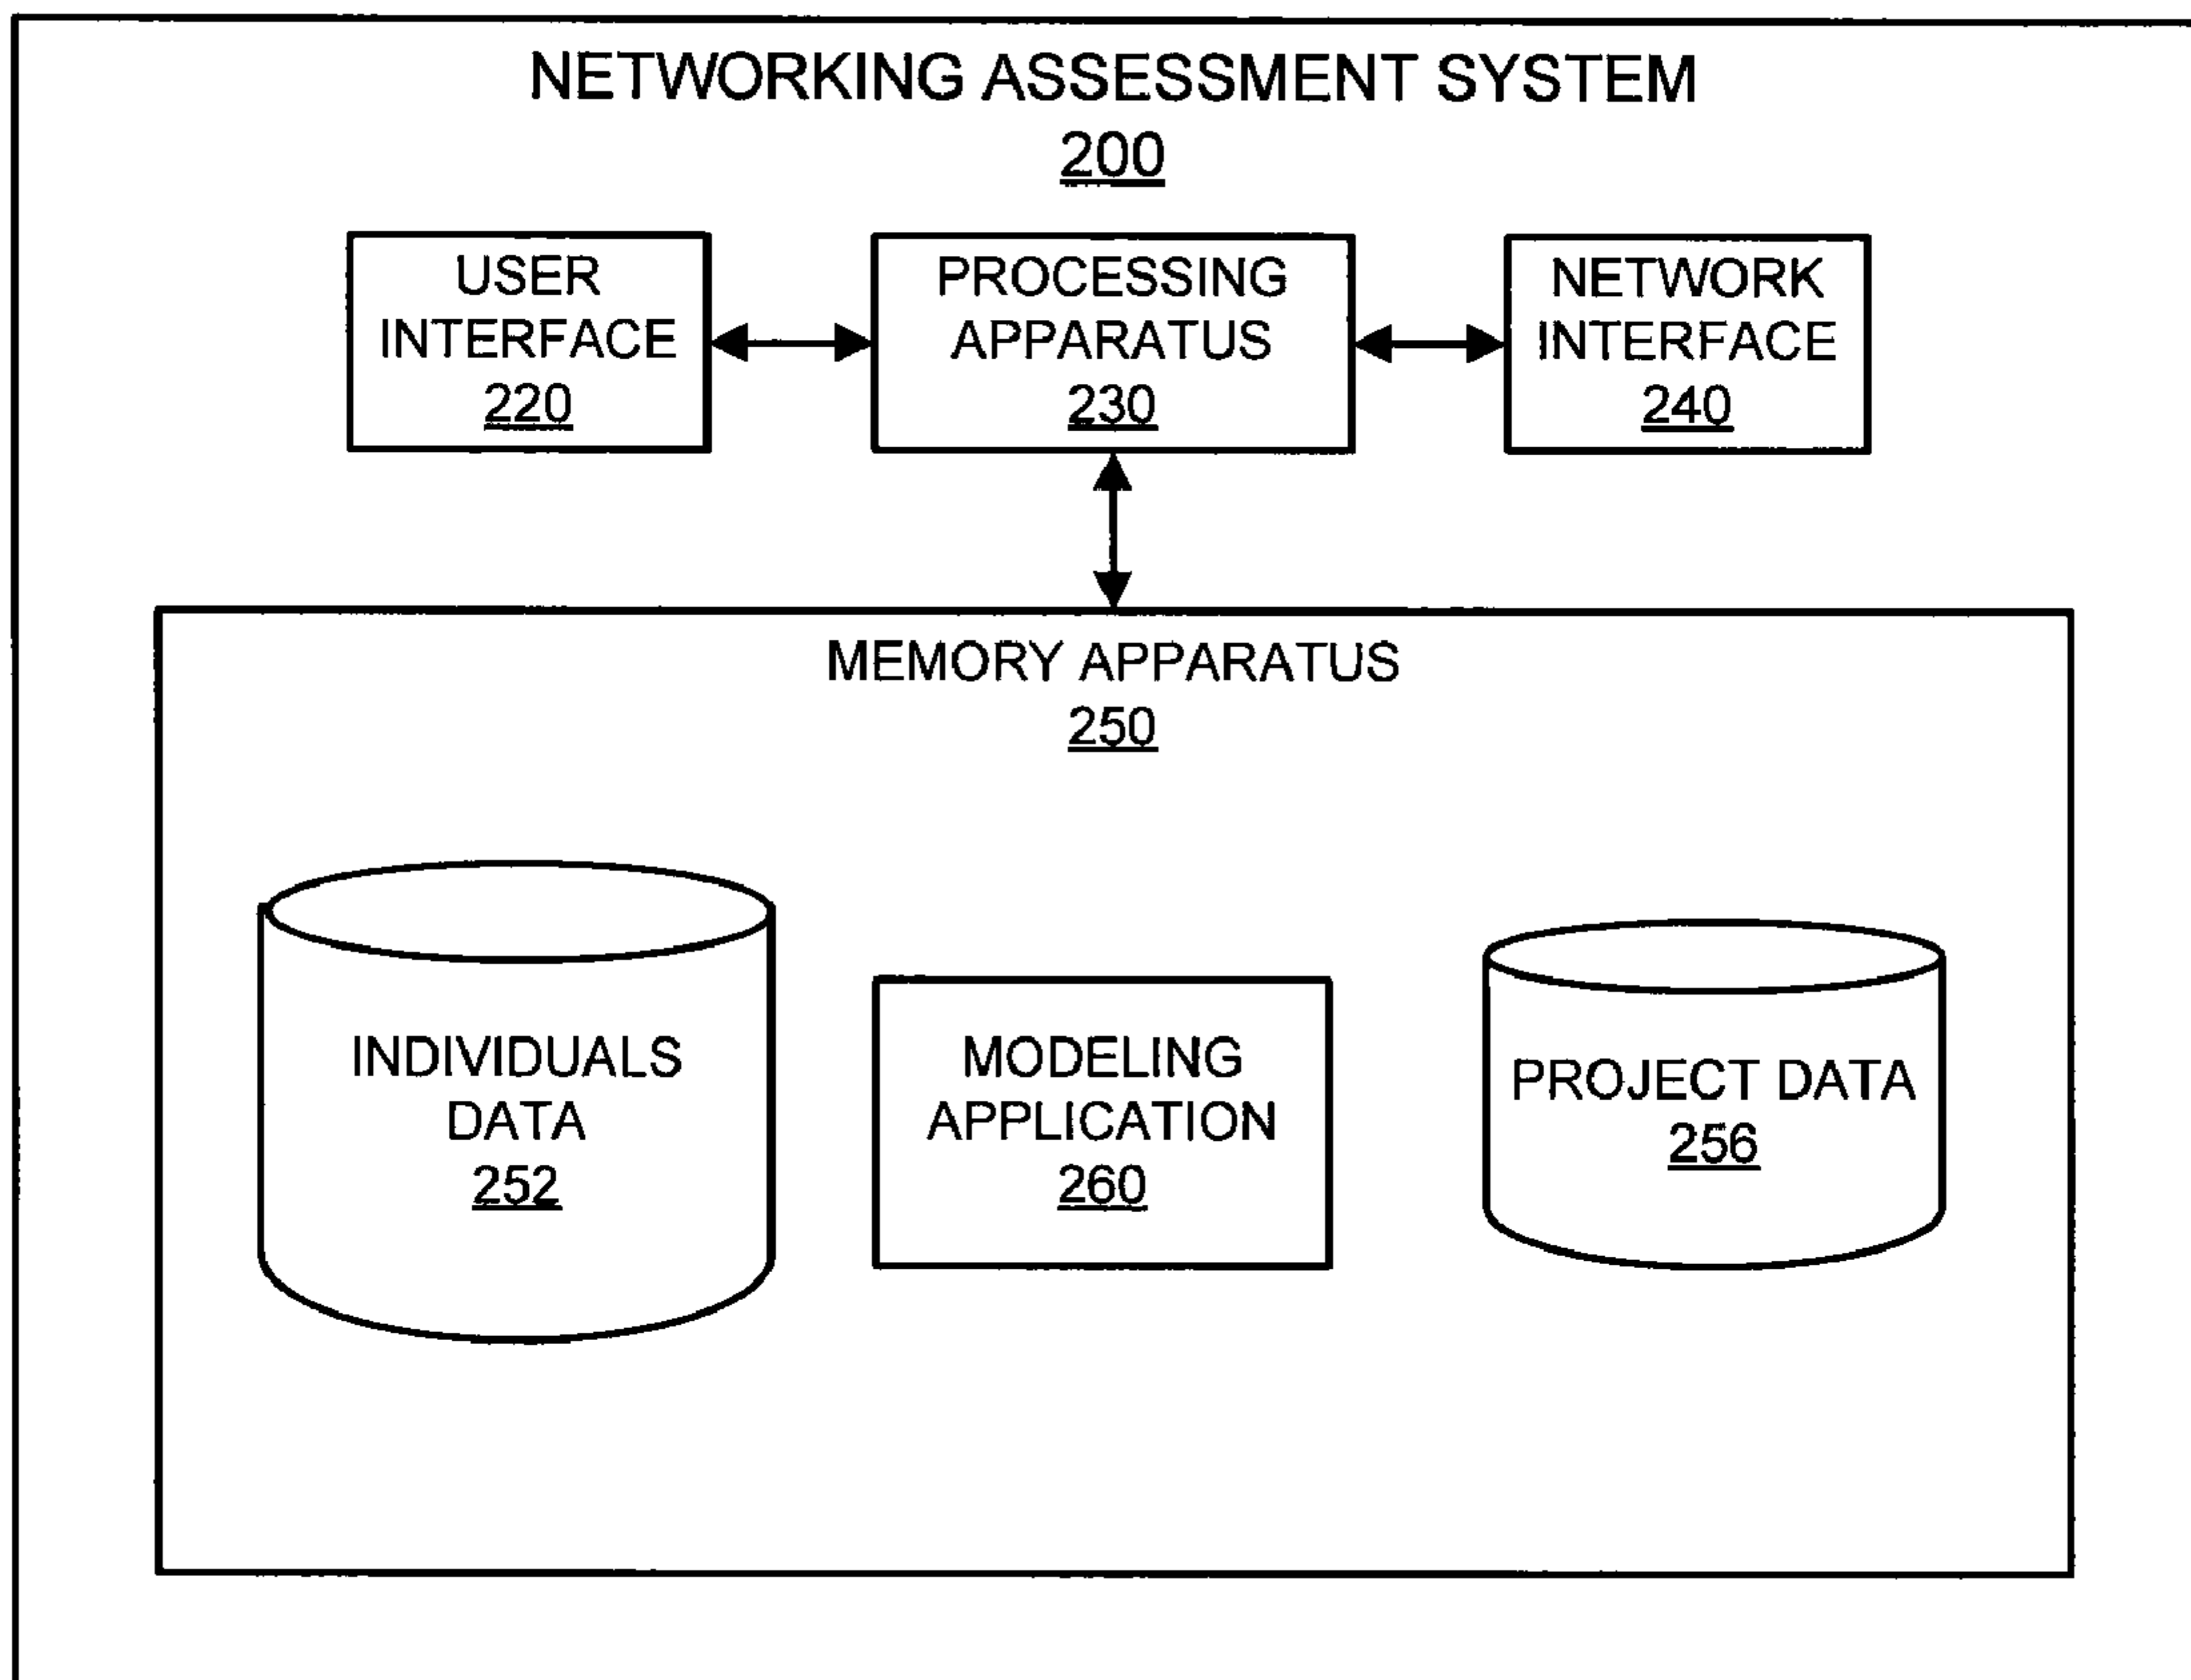 NETWORKING ASSESSMENT SYSTEM
200
USER
INTERFACE
220
PROCESSING
APPARATUS
230
NETWORK
INTERFACE
240
MEMORY APPARATUS
250
INDIVIDUALS
DATA
252
MODELING
APPLICATION
260
PROJECT DATA
256